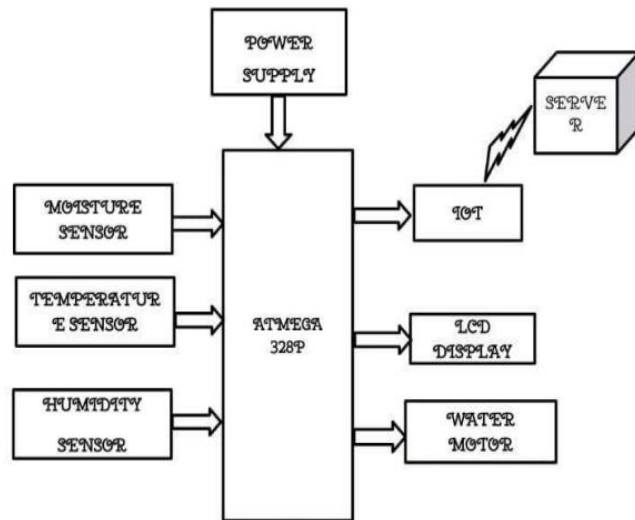 POWER
SUPPLY
SERVE
R
MOISTURE
SENSOR
IOT
TEMPERATUR
E SENSOR
ATMEGA
328P
LCD
DISPLAY
HUMIDITY
SENSOR
WATER
MOTOR